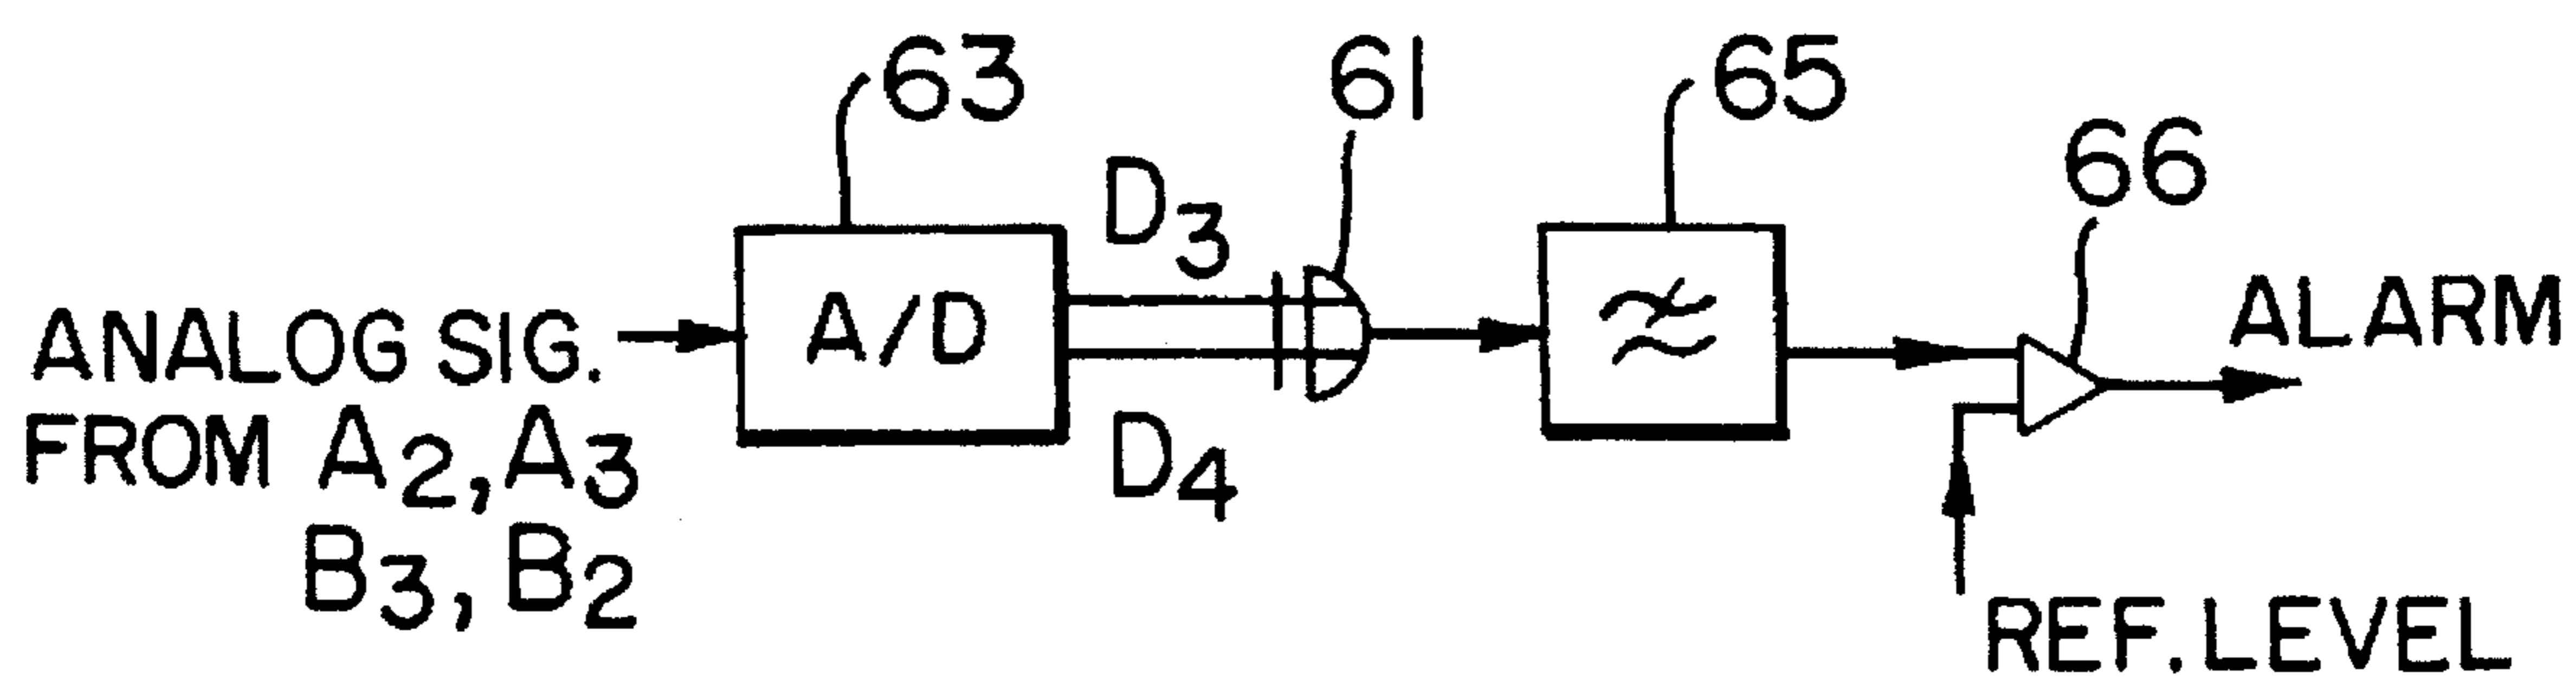 63
61
65
66
D3
A/D
D4
ANALOG SIG.
FROM A2, A3
B3, B2
ALARM
REF. LEVEL